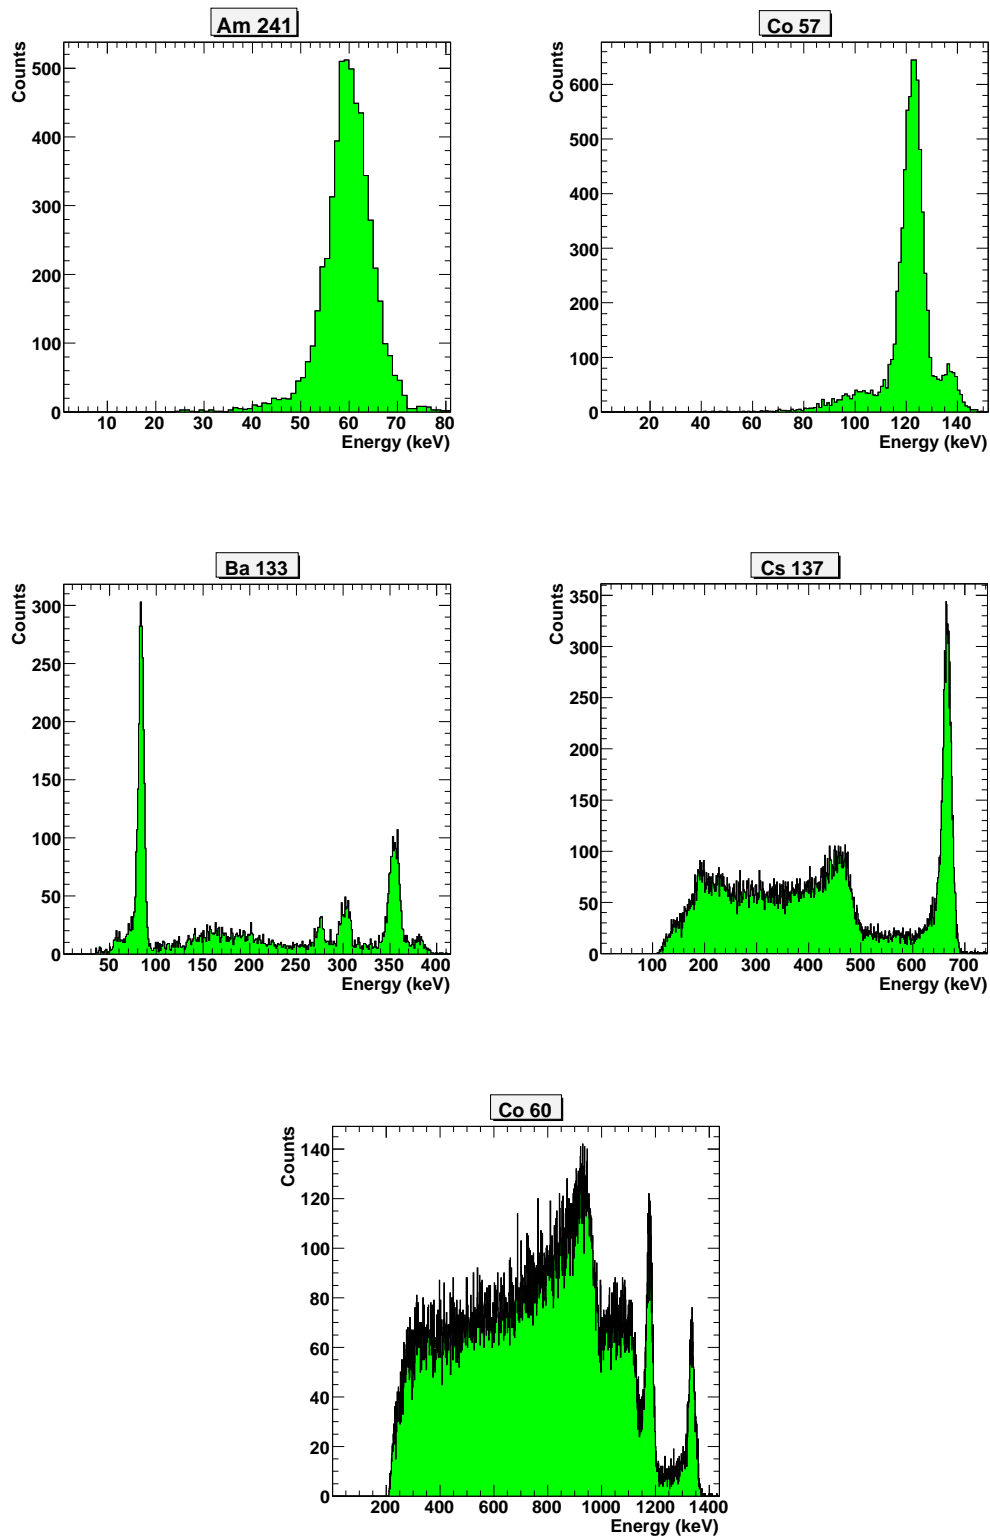 Am 241
Counts
500
400
300
200
100
0
10 20 30 40 50 60 70 80
Energy (keV)
Co 57
Counts
600
500
400
300
200
100
0
20 40 60 80 100 120 140
Energy (keV)
Ba 133
Counts
300
250
200
150
100
50
0
50 100 150 200 250 300 350 400
Energy (keV)
Cs 137
Counts
350
300
250
200
150
100
50
0
100 200 300 400 500 600 700
Energy (keV)
Co 60
Counts
140
120
100
80
60
40
20
0
200 400 600 800 1000 1200 1400
Energy (keV)